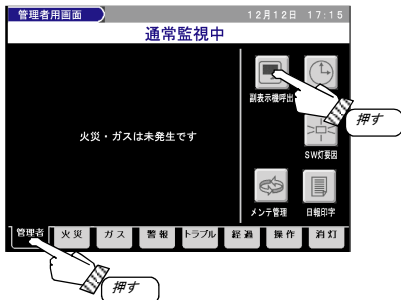 管理者用画面
12月12日 17:15
通常監視中
火災・ガスは未発生です
副表示機呼出
押す
SW灯要因
メンテ管理
日報印字
管理者
火災
ガス
警報
トラブル
経過
操作
消灯
押す